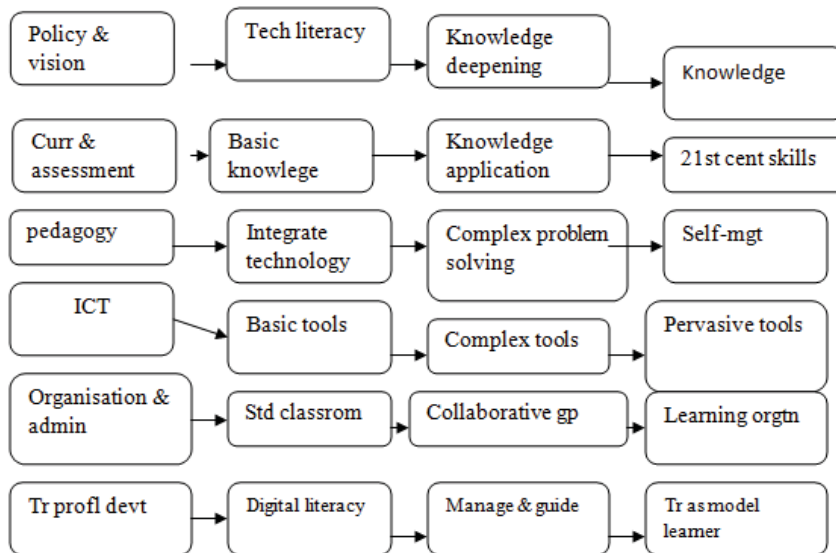 Policy &
vision
Tech literacy
Knowledge
deepening
Knowledge
Curr &
assessment
Basic
knowlege
Knowledge
application
21st cent skills
pedagogy
Integrate
technology
Complex problem
solving
Self-mgt
ICT
Basic tools
Complex tools
Pervasive tools
Organisation &
admin
Std classrom
Collaborative gp
Learning orgtn
Tr profl devt
Digital literacy
Manage & guide
Tr as model
learner